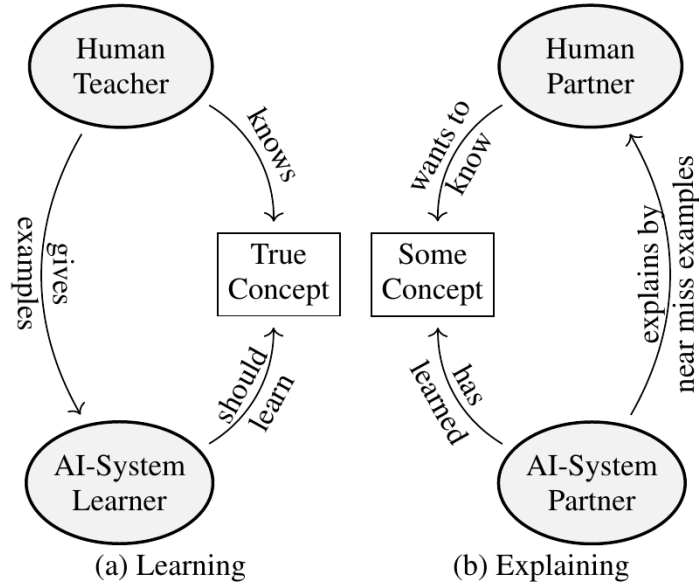 Human
Teacher
knows
gives
examples
True
Concept
should
learn
AI-System
Learner
(a) Learning
Human
Partner
wants to
know
Some
Concept
explains by
near miss examples
has
learned
AI-System
Partner
(b) Explaining